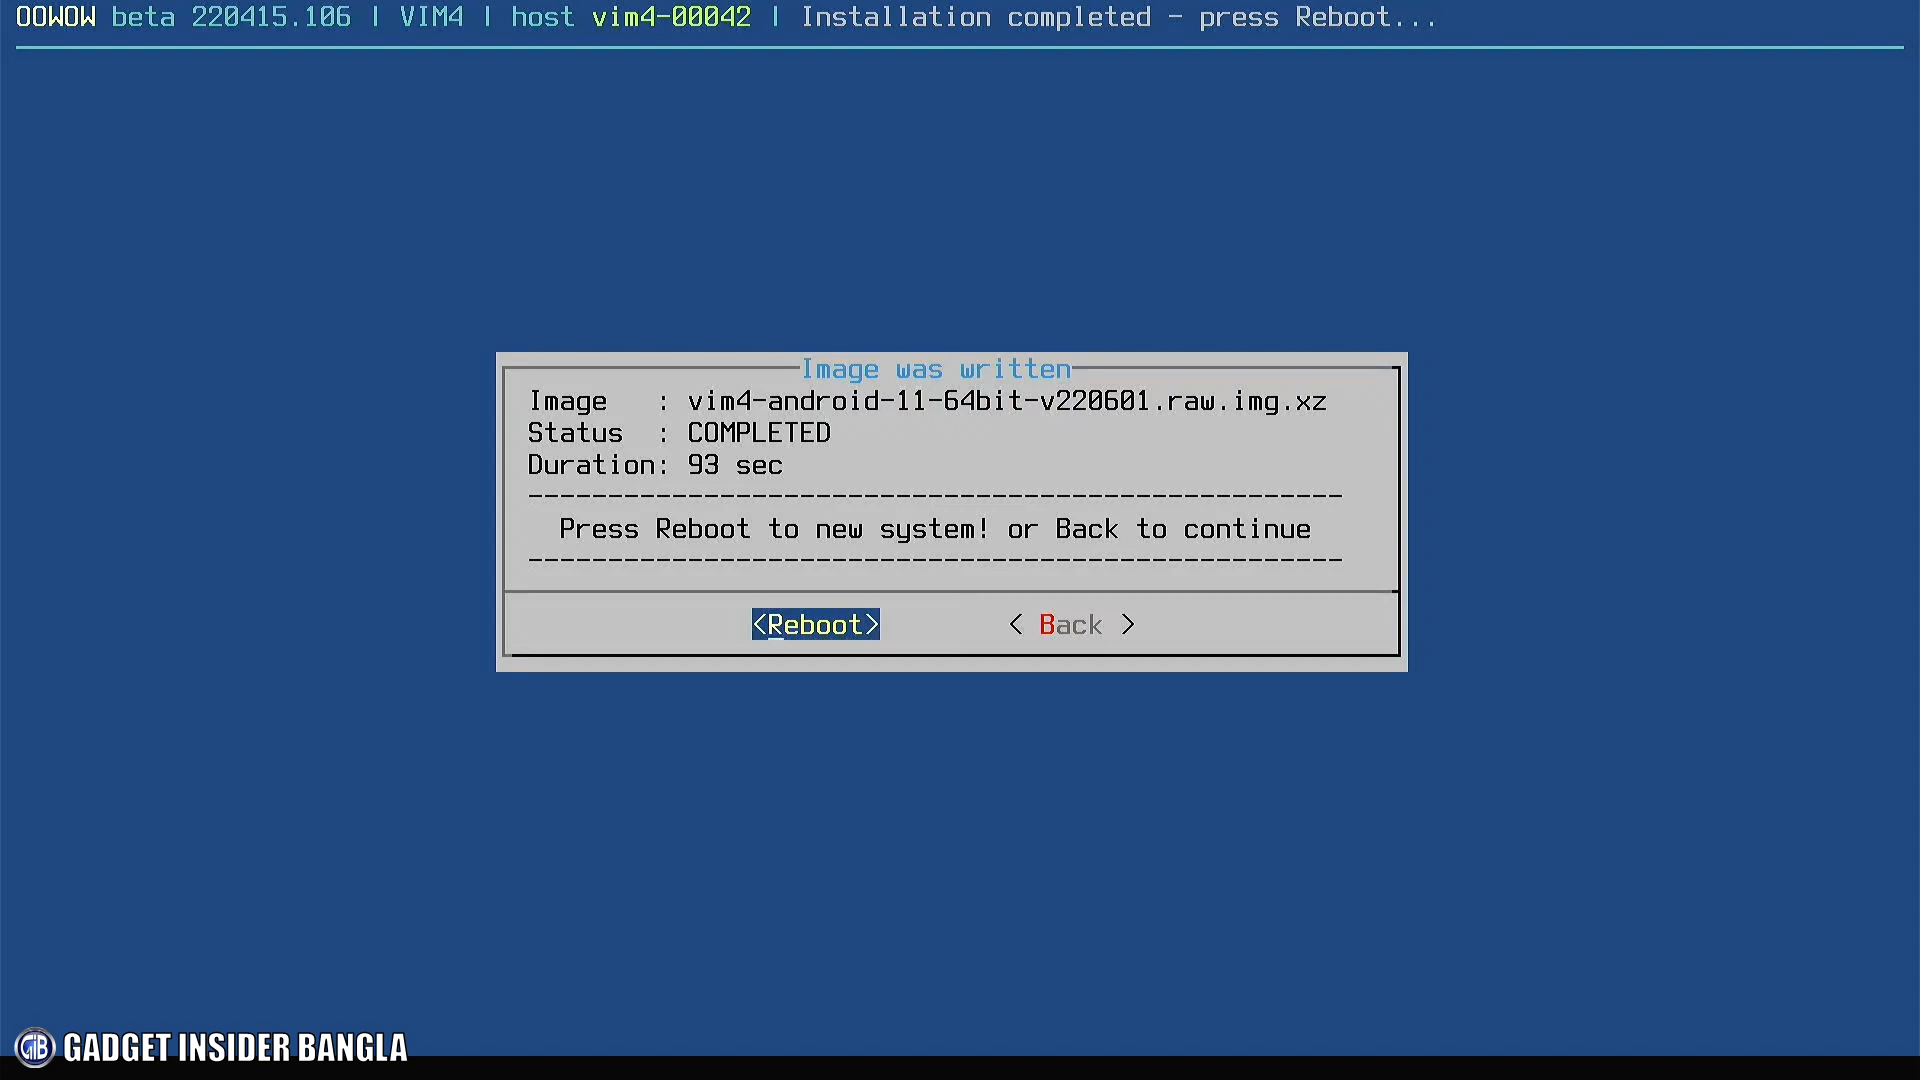 OOWOW beta 220415.106 | VIM4 | host vim4-00042 | Installation completed - press Reboot...
Image was written
Image   : vim4-android-11-64bit-v220601.raw.img.xz
Status  : COMPLETED
Duration: 93 sec
---------------------------------------------------
Press Reboot to new system! or Back to continue
---------------------------------------------------
<Reboot> < Back >
GIB GADGET INSIDER BANGLA